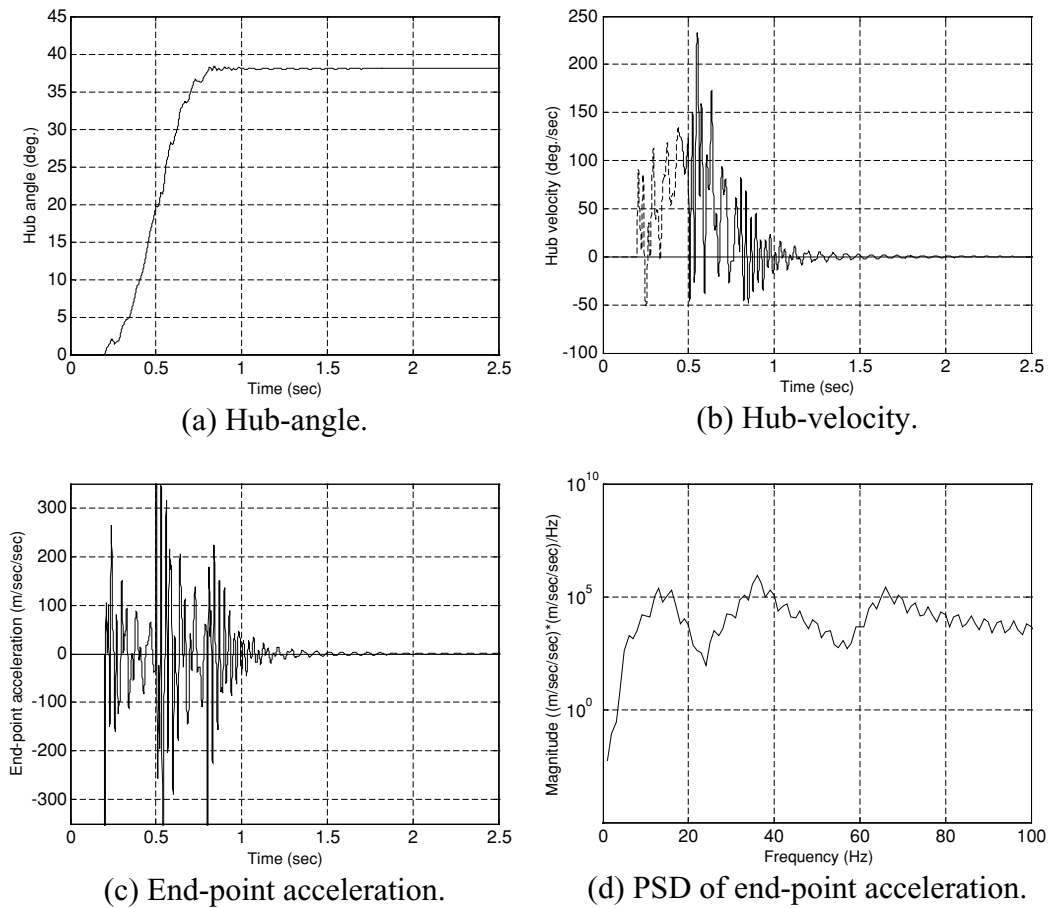 45
40
35
30
25
20
15
10
5
0
Hub angle (deg.)
0 0.5 1 1.5 2 2.5
Time (sec)
(a) Hub-angle.
250
200
150
100
50
0
-50
-100
Hub velocity (deg./sec)
0 0.5 1 1.5 2 2.5
Time (sec)
(b) Hub-velocity.
300
200
100
0
-100
-200
-300
End-point acceleration (m/sec/sec)
0 0.5 1 1.5 2 2.5
Time (sec)
(c) End-point acceleration.
10^10
10^5
10^0
Magnitude ((m/sec/sec)*(m/sec/sec)/Hz)
0 20 40 60 80 100
Frequency (Hz)
(d) PSD of end-point acceleration.